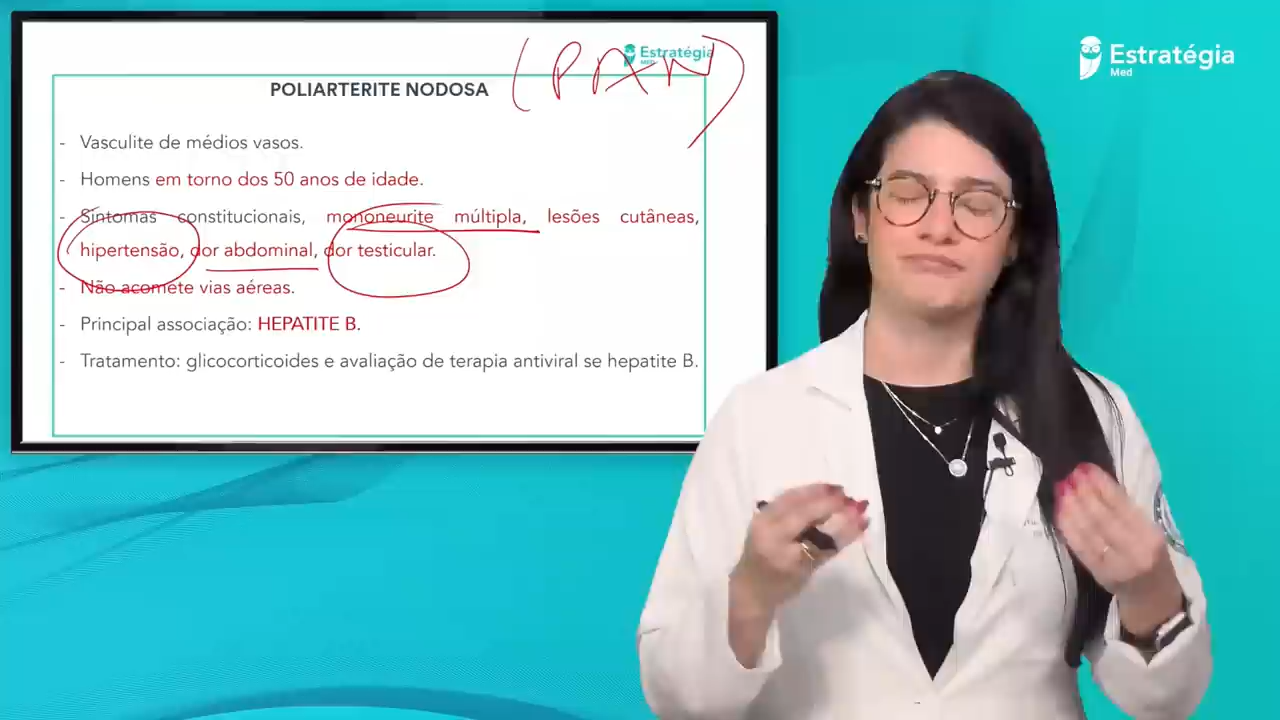 Estratégia
Med
(PAN)
POLIARTERITE NODOSA
- Vasculite de médios vasos.
- Homens em torno dos 50 anos de idade.
- Sintomas constitucionais, mononeurite múltipla, lesões cutâneas,
hipertensão, dor abdominal, dor testicular.
- Não acomete vias aéreas.
- Principal associação: HEPATITE B.
- Tratamento: glicocorticoides e avaliação de terapia antiviral se hepatite B.
Estratégia
Med